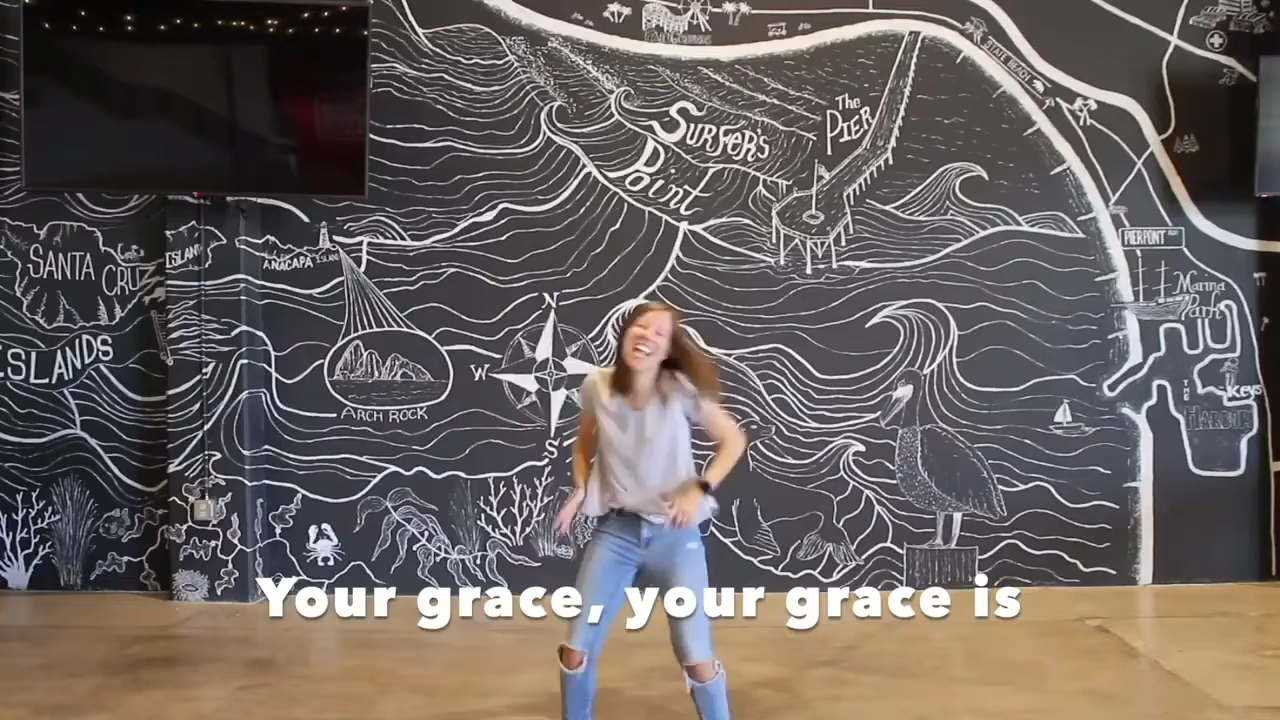 STATE BEACH
The
PIER
SURFER'S
Point
SANTA CRUZ
ISLAND
ANACAPA ISLAND
PIERPONT
Marina
Park
N
W
S
ISLANDS
ARCH ROCK
THE
Keys
HARBOR
Your grace, your grace is